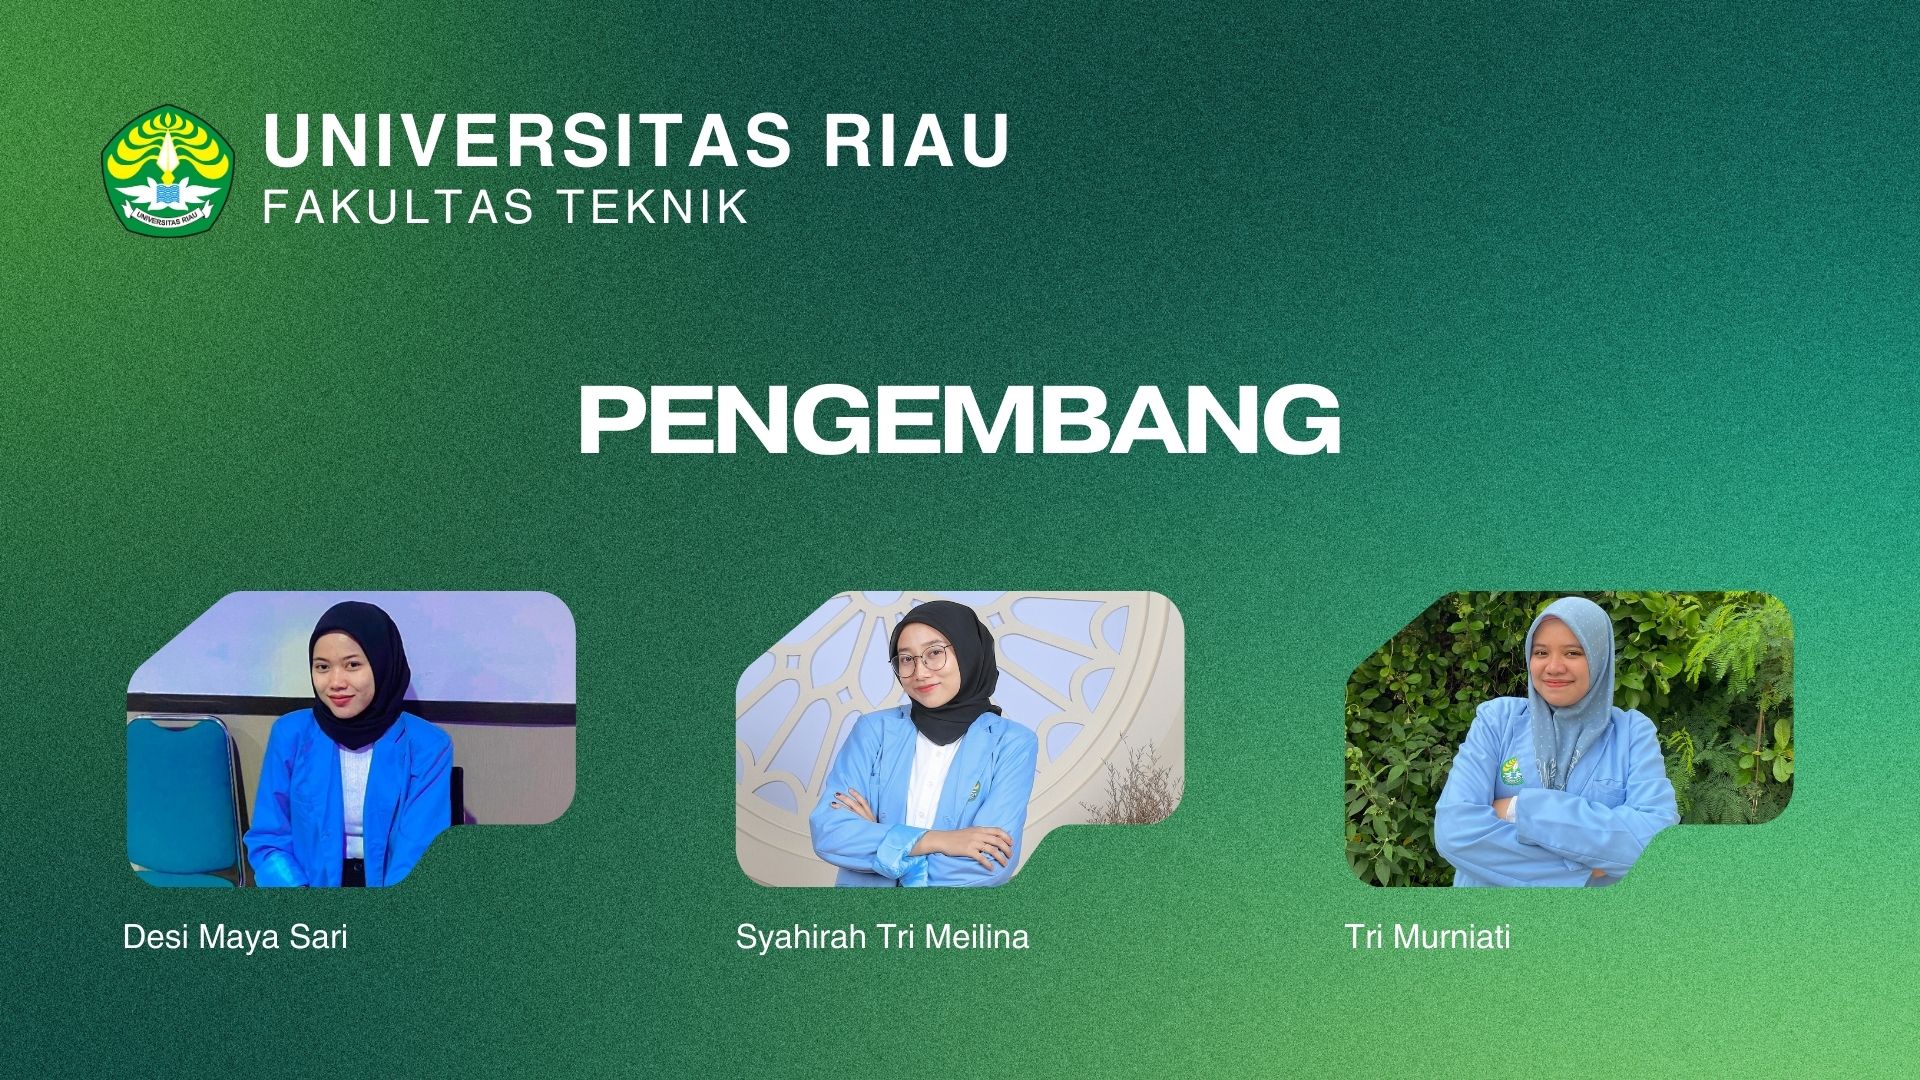 UNIVERSITAS RIAU
FAKULTAS TEKNIK
UNIVERSITAS RIAU
PENGEMBANG
Desi Maya Sari
Syahirah Tri Meilina
Tri Murniati